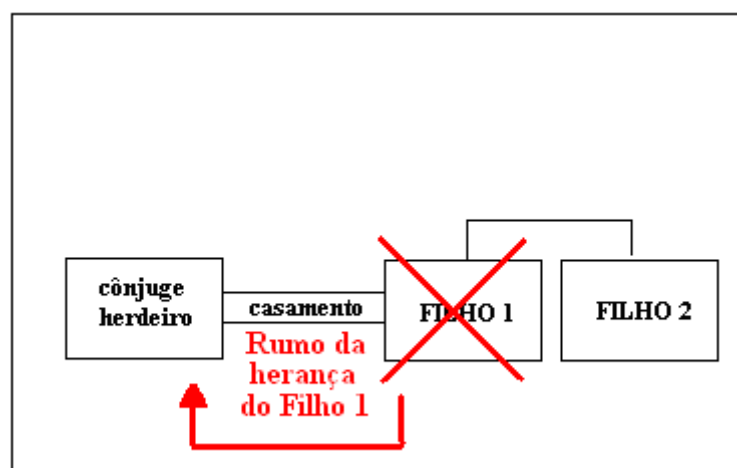 cônjuge
herdeiro
casamento
FILHO 1
FILHO 2
Rumo da
herança
do Filho 1